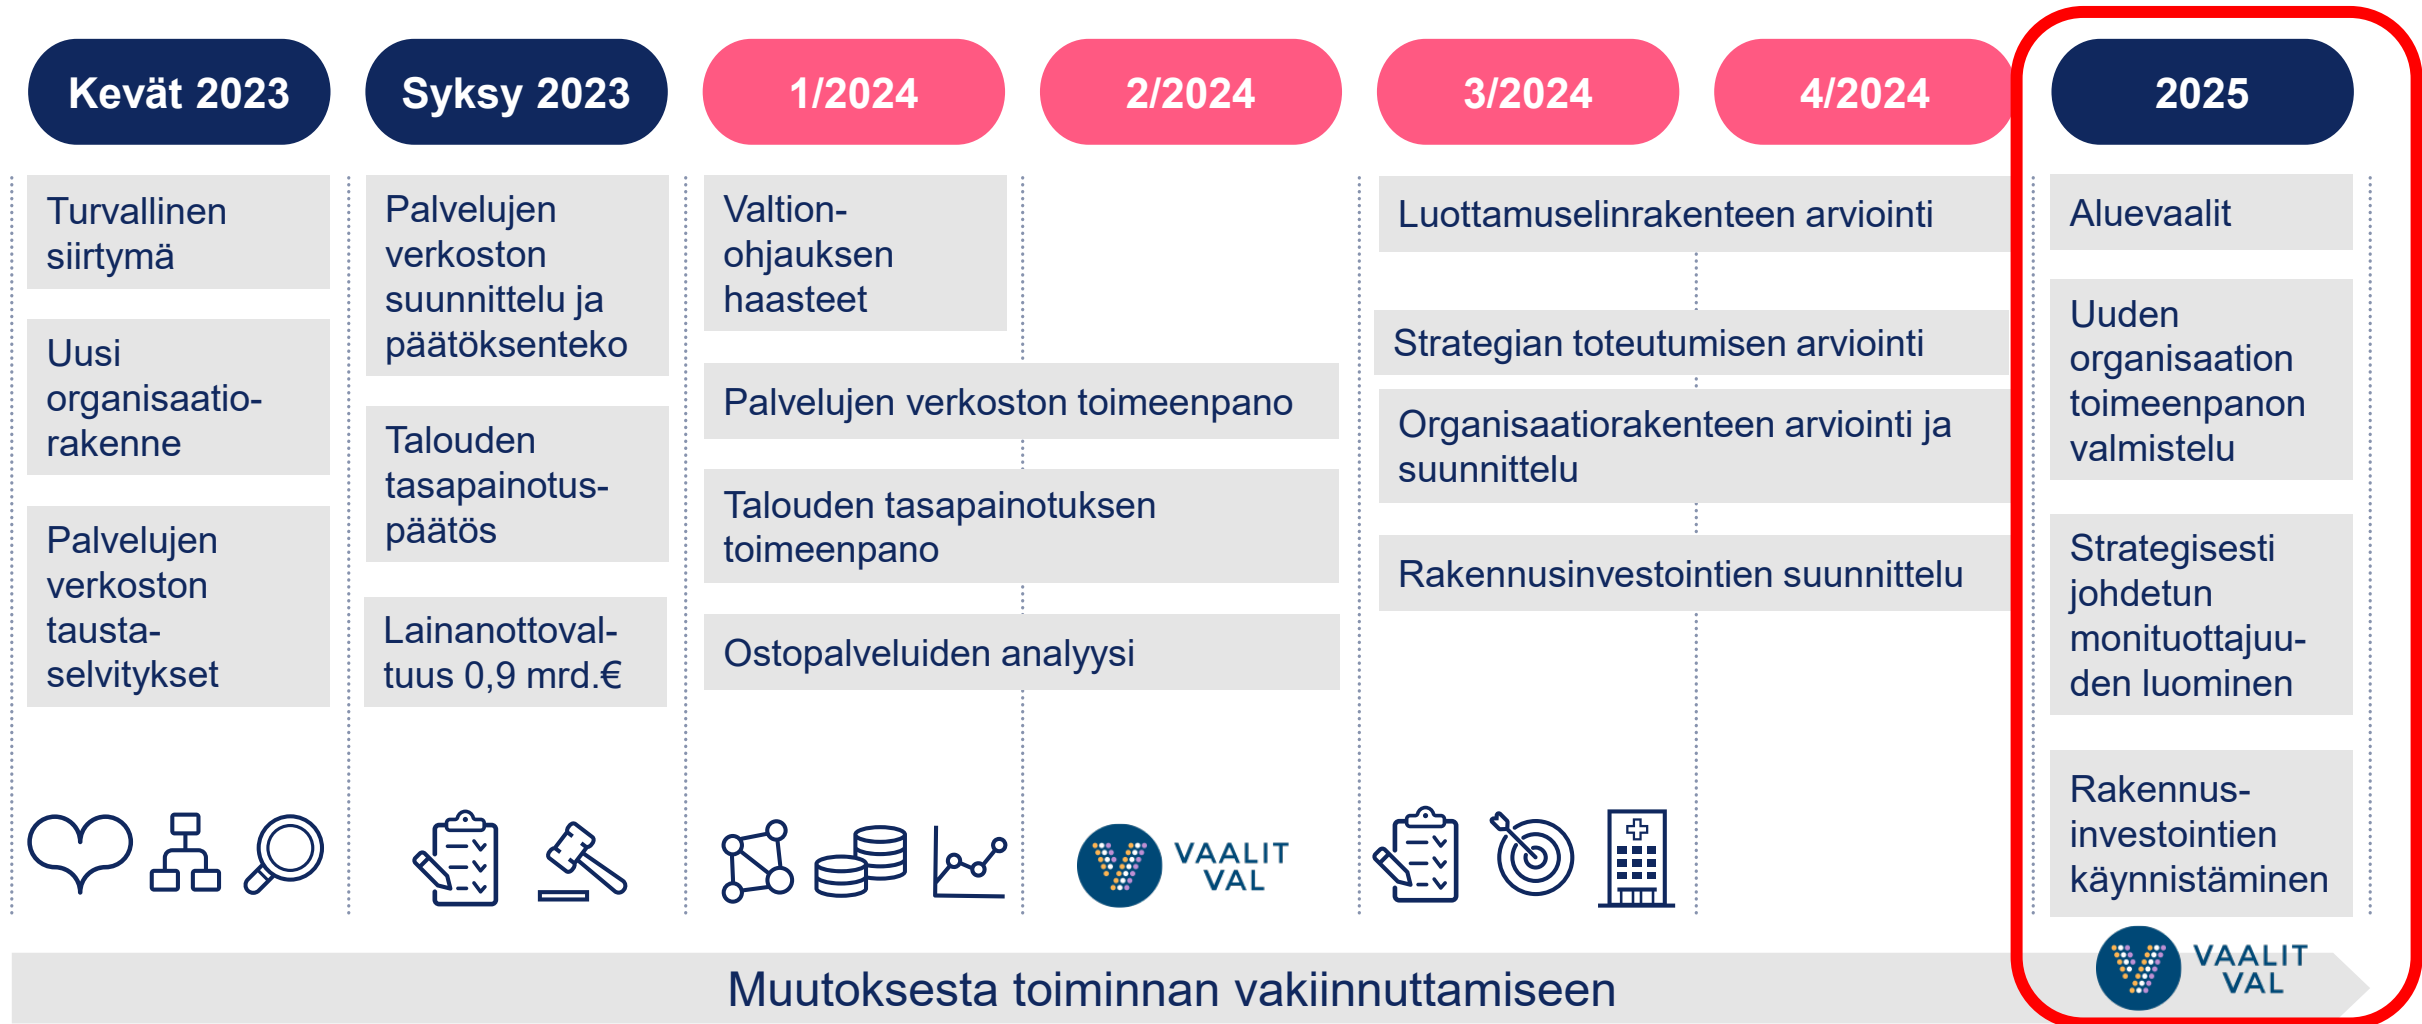 Kevät 2023
Syksy 2023
1/2024
2/2024
3/2024
4/2024
2025
Turvallinen
siirtymä
Uusi
organisaatio-
rakenne
Palvelujen
verkoston
tausta-
selvitykset
Palvelujen
verkoston
suunnittelu ja
päätöksenteko
Talouden
tasapainotus-
päätös
Lainanottoval-
tuus 0,9 mrd.€
Valtion-
ohjauksen
haasteet
Palvelujen verkoston toimeenpano
Talouden tasapainotuksen
toimeenpano
Ostopalveluiden analyysi
VAALIT
VAL
Luottamuselinrakenteen arviointi
Strategian toteutumisen arviointi
Organisaatiorakenteen arviointi ja
suunnittelu
Rakennusinvestointien suunnittelu
Aluevaalit
Uuden
organisaation
toimeenpanon
valmistelu
Strategisesti
johdetun
monituottajuu-
den luominen
Rakennus-
investointien
käynnistäminen
VAALIT
VAL
Muutoksesta toiminnan vakiinnuttamiseen